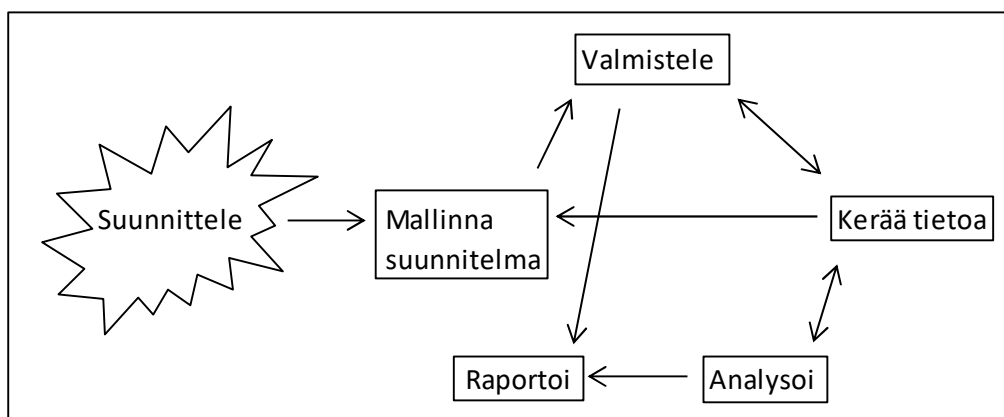 Valmistele
Suunnittele
Mallinna
suunnitelma
Kerää tietoa
Raportoi
Analysoi